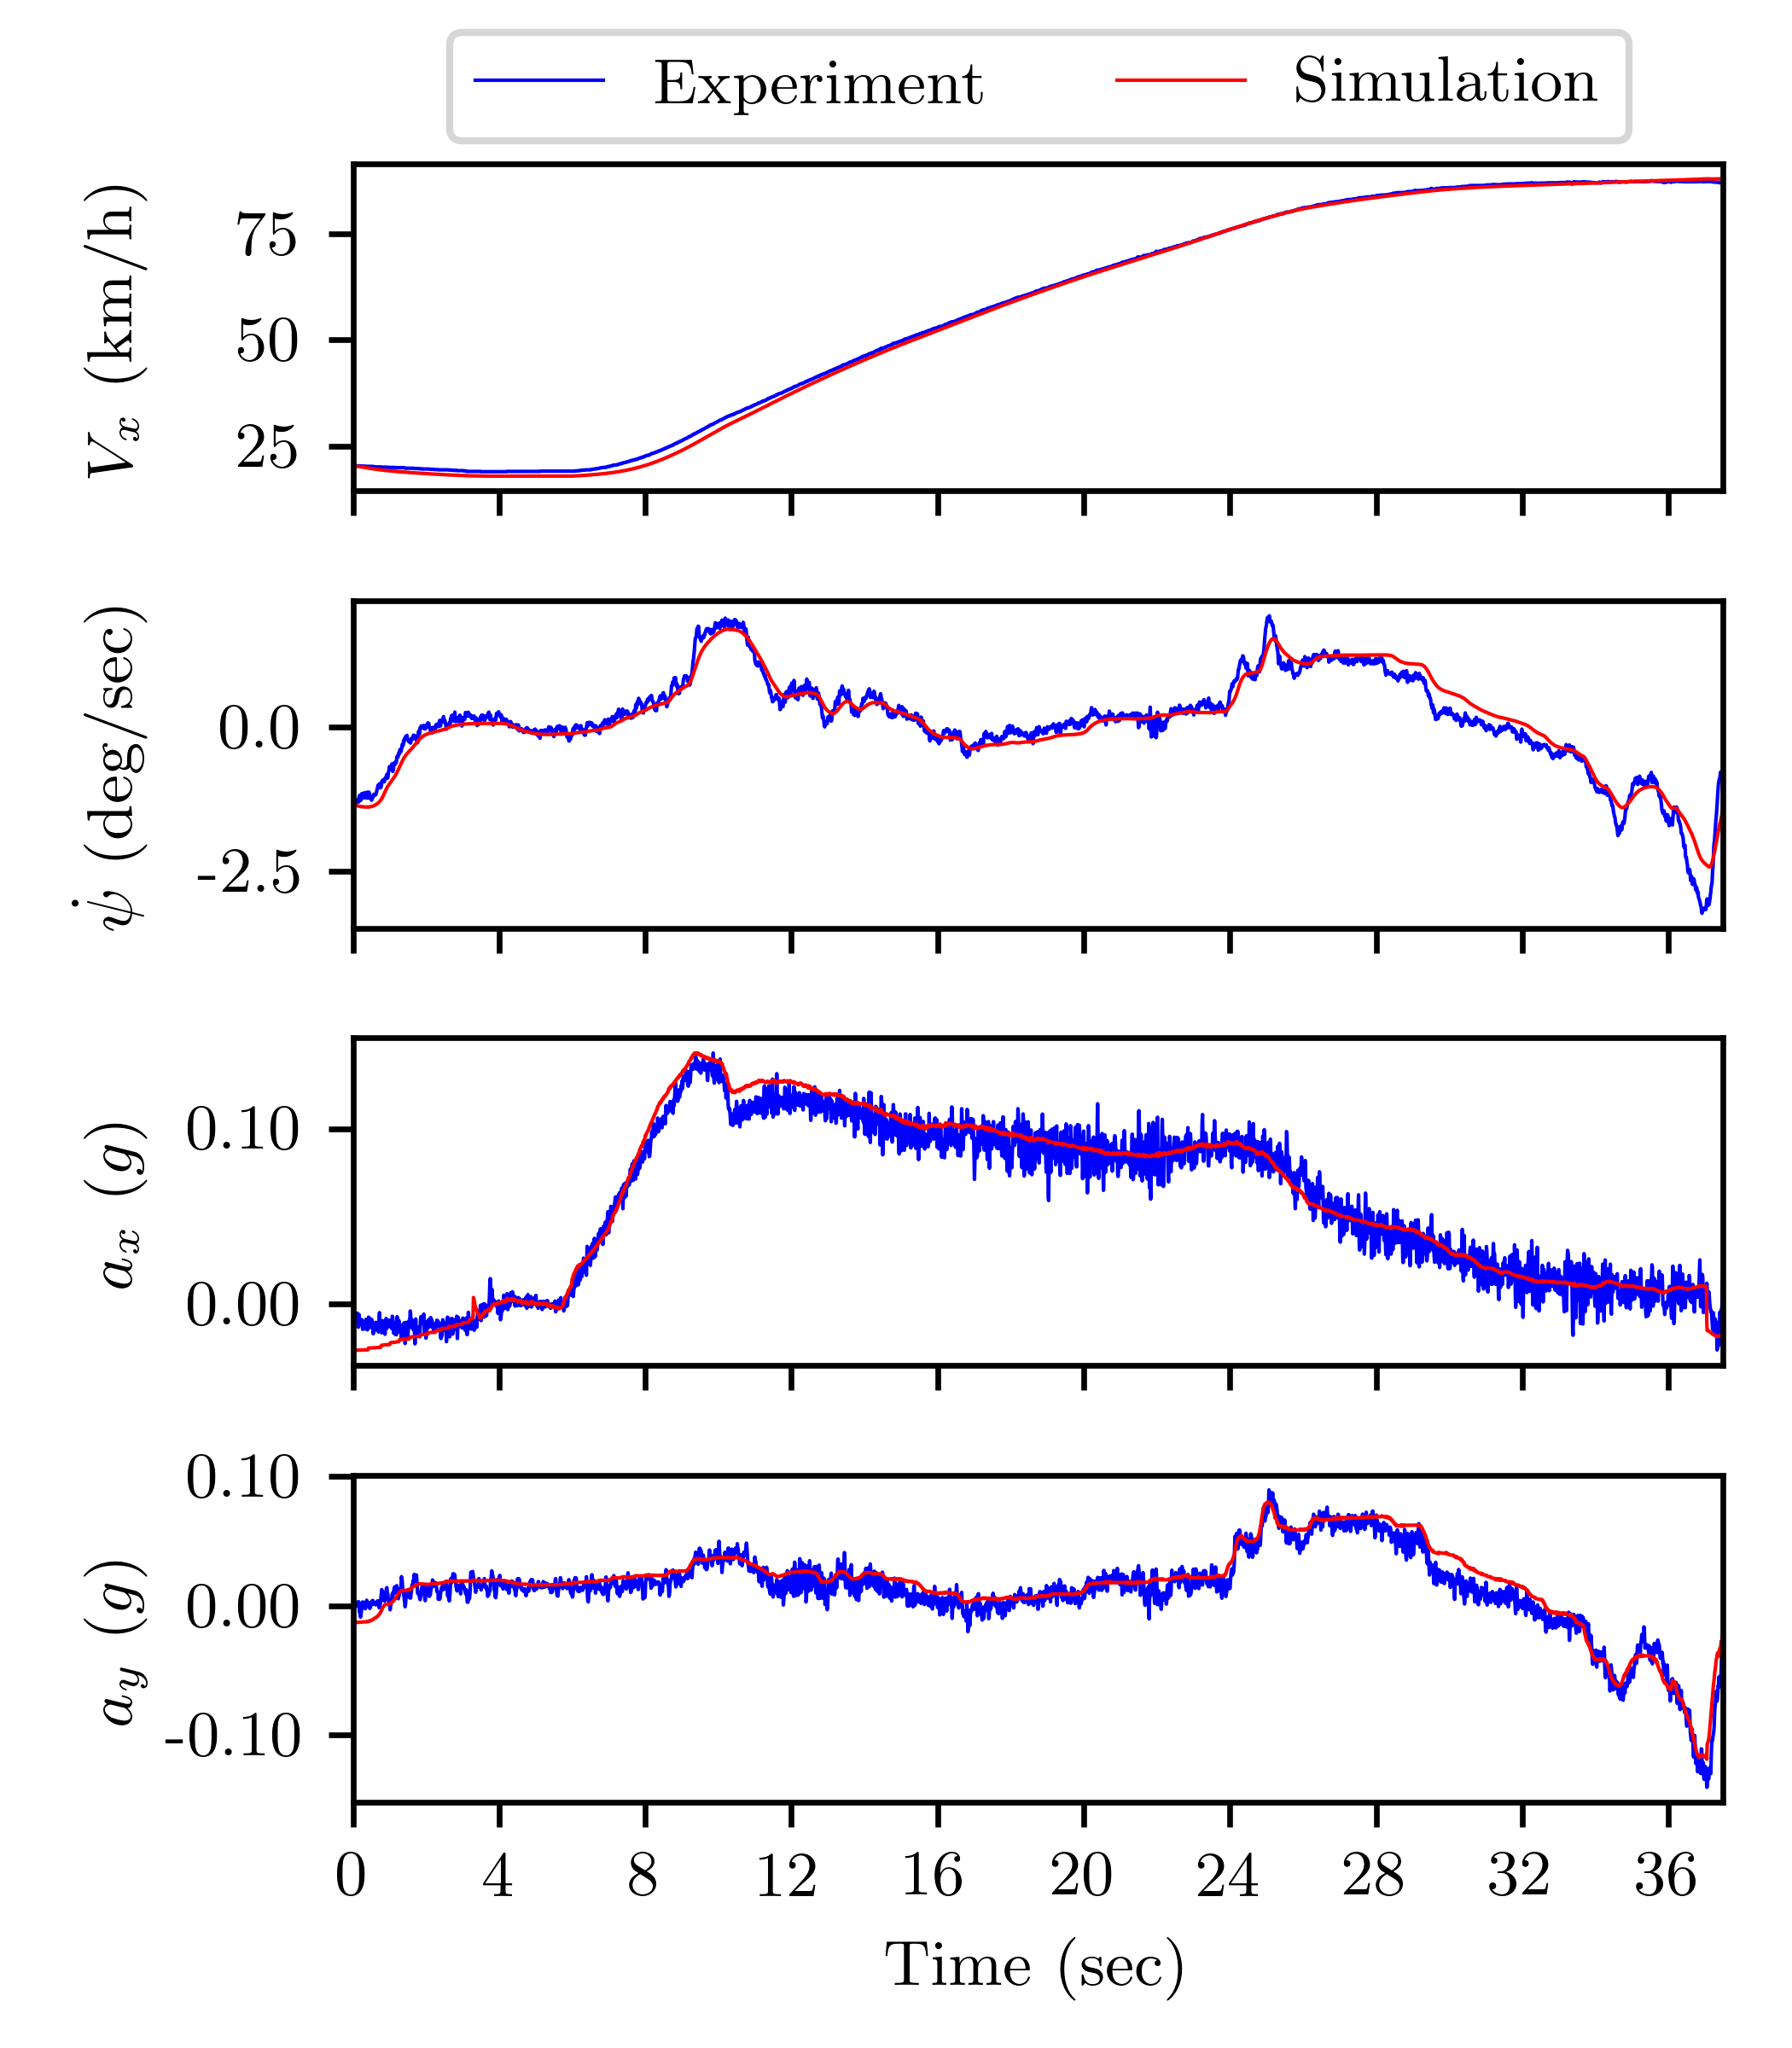 Experiment Simulation
V_x (km/h)
75
50
25
ψ̇ (deg/sec)
0.0
-2.5
a_x (g)
0.10
0.00
a_y (g)
0.10
0.00
-0.10
0 4 8 12 16 20 24 28 32 36
Time (sec)